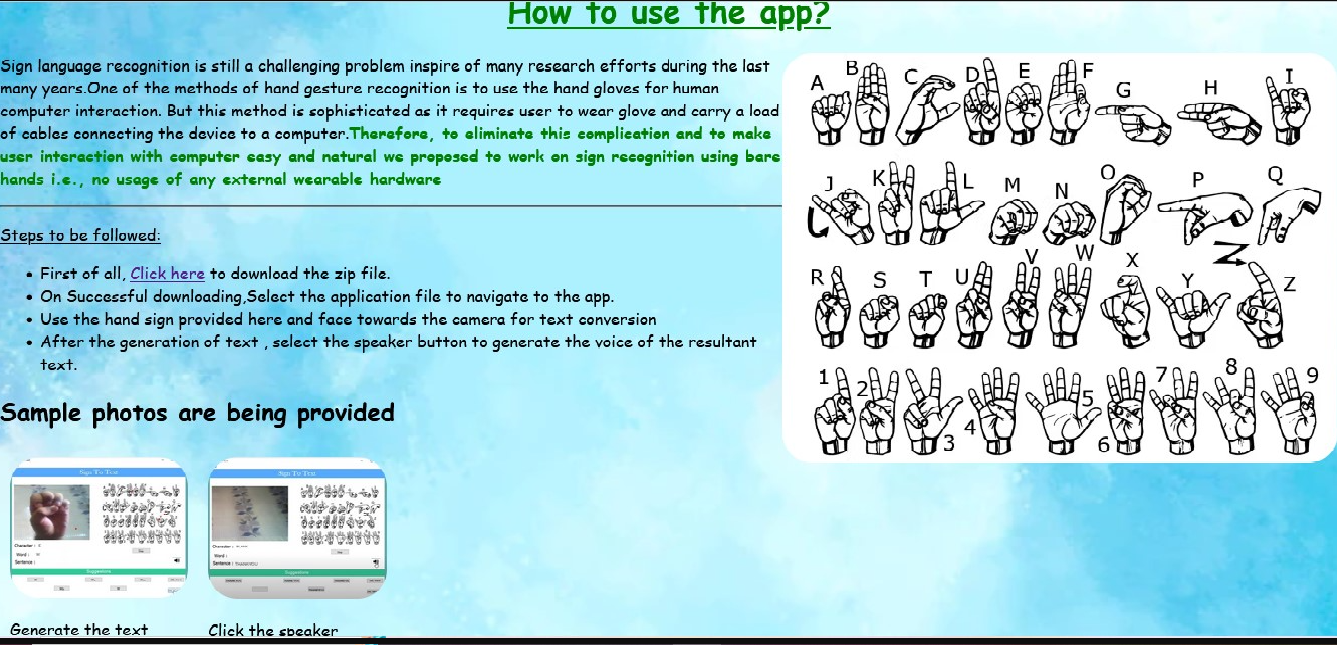 How to use the app?
Sign language recognition is still a challenging problem inspire of many research efforts during the last
many years.One of the methods of hand gesture recognition is to use the hand gloves for human
computer interaction. But this method is sophisticated as it requires user to wear glove and carry a load
of cables connecting the device to a computer.Therefore, to eliminate this complication and to make
user interaction with computer easy and natural we proposed to work on sign recognition using bare
hands i.e., no usage of any external wearable hardware
Steps to be followed:
First of all, Click here to download the zip file.
On Successful downloading,Select the application file to navigate to the app.
Use the hand sign provided here and face towards the camera for text conversion
After the generation of text , select the speaker button to generate the voice of the resultant
text.
Sample photos are being provided
Sign To Text
Character :
Word :
Sentence :
Suggestions
Sign To Text
Character :
Word :
Sentence : THANKYOU
Suggestions
Generate the text
Click the speaker
A B C D E F G H I
J K L M N O P Q
R S T U V W X Y Z
1 2 3 4 5 6 7 8 9